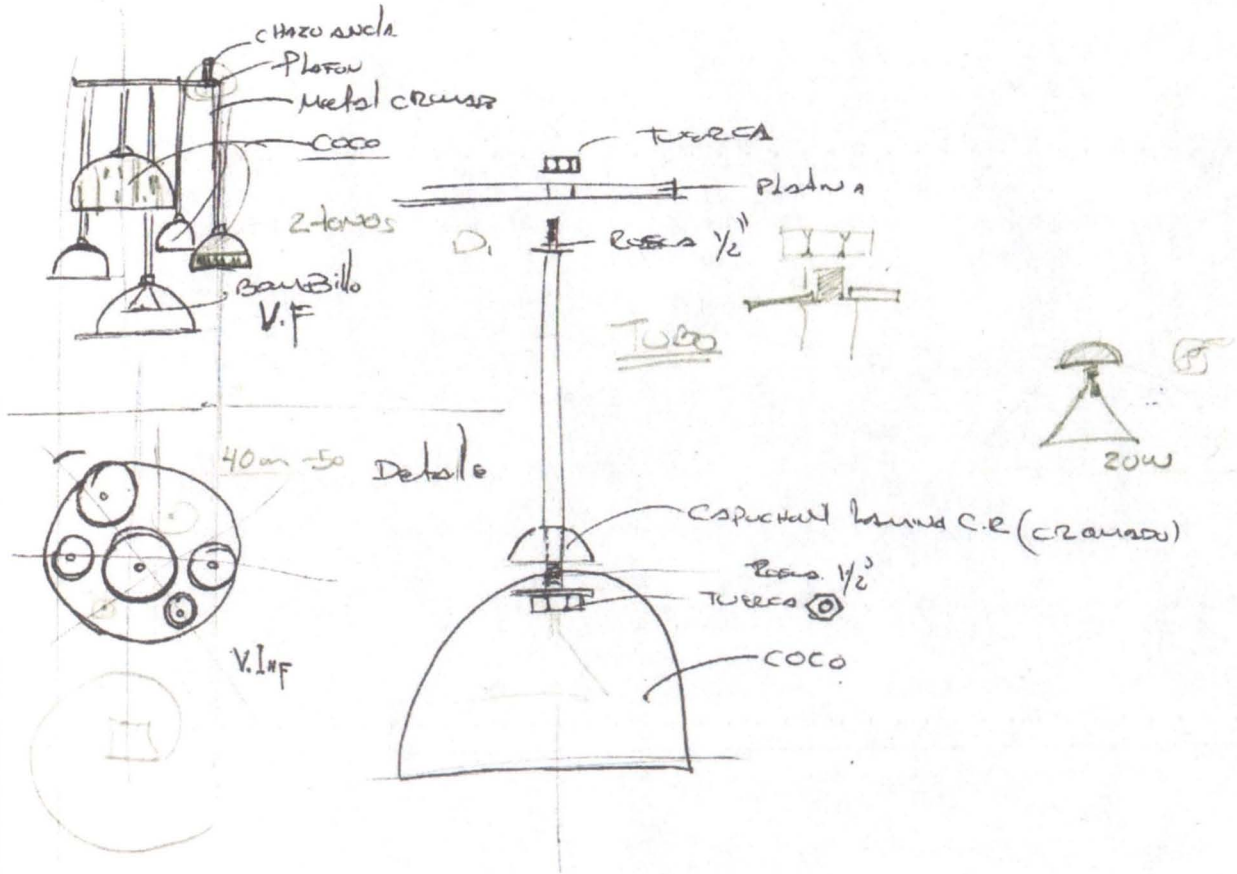 CHAZO ANCLA
PLAFON
Metal CROMADO
COCO
2-tonos
BomBillo
V.F
TUERCA
PLatina
D1
ROSCA 1/2"
TUBO
20W
40cm-50
Detalle
CAPUCHON LAMINA C.R (CROMADO)
ROSCA 1/2"
TUERCA
COCO
V.Inf